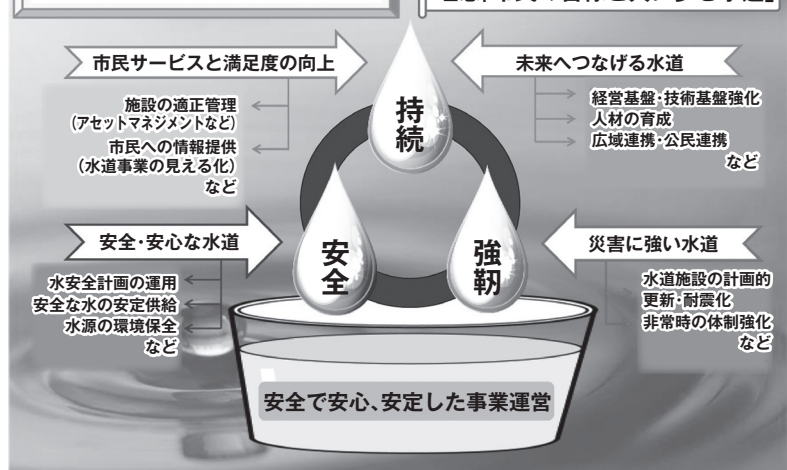 市民サービスと満足度の向上
施設の適正管理
(アセットマネジメントなど)
市民への情報提供
(水道事業の見える化)
など
未来へつなげる水道
経営基盤・技術基盤強化
人材の育成
広域連携・公民連携
など
持続
安全・安心な水道
水安全計画の運用
安全な水の安定供給
水源の環境保全
など
安全
強靭
災害に強い水道
水道施設の計画的
更新・耐震化
非常時の体制強化
など
安全で安心、安定した事業運営